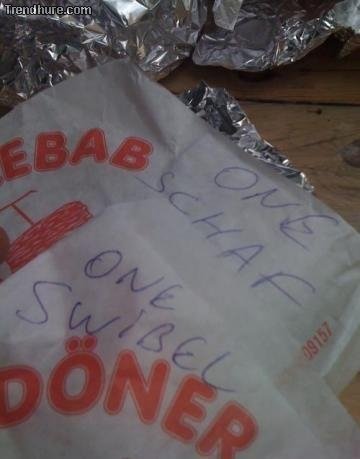 Trendhure.com
EBAB
ONE
SCHAF
ONE
SWIBEL
DÖNER
09157